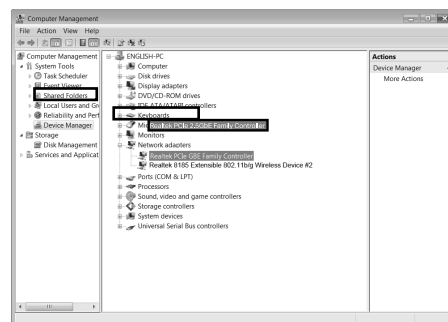 Computer Management
File Action View Help
Computer Management
System Tools
Task Scheduler
Event Viewer
Shared Folders
Local Users and Gr
Reliability and Perf
Device Manager
Storage
Disk Management
Services and Applicat
ENGLISH-PC
Computer
Disk drives
Display adapters
DVD/CD-ROM drives
IDE ATA/ATAPI controllers
Keyboards
Realtek PCIe 2.5GbE Family Controller
Monitors
Network adapters
Realtek PCIe GBE Family Controller
Realtek 8185 Extensible 802.11b/g Wireless Device #2
Ports (COM & LPT)
Processors
Sound, video and game controllers
Storage controllers
System devices
Universal Serial Bus controllers
Actions
Device Manager
More Actions